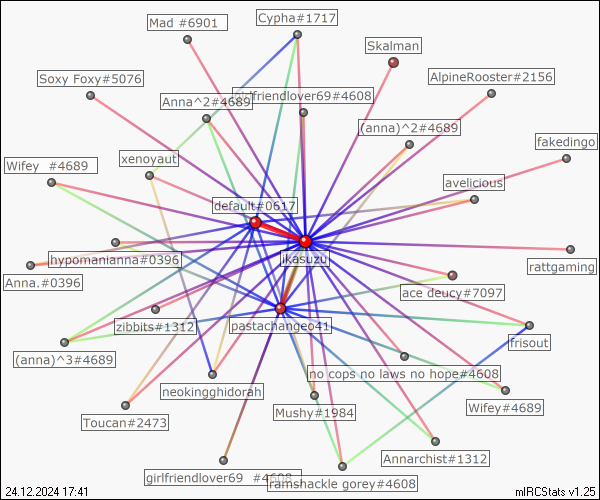 Mad #6901
Cypha#1717
Skalman
Soxy Foxy#5076
AlpineRooster#2156
Anna^2#4689
girlfriendlover69#4608
(anna)^2#4689
fakedingo
Wifey  #4689
xenoyaut
avelicious
default#0617
hypomanianna#0396
ikasuzu
rattgaming
Anna.#0396
ace deucy#7097
zibbits#1312
pastachange041
frisout
(anna)^3#4689
no cops no laws no hope#4608
neokingghidorah
Wifey#4689
Toucan#2473
Mushy#1984
Annarchist#1312
girlfriendlover69  #4608
ramshackle gorey#4608
24.12.2024 17:41
mIRCStats v1.25